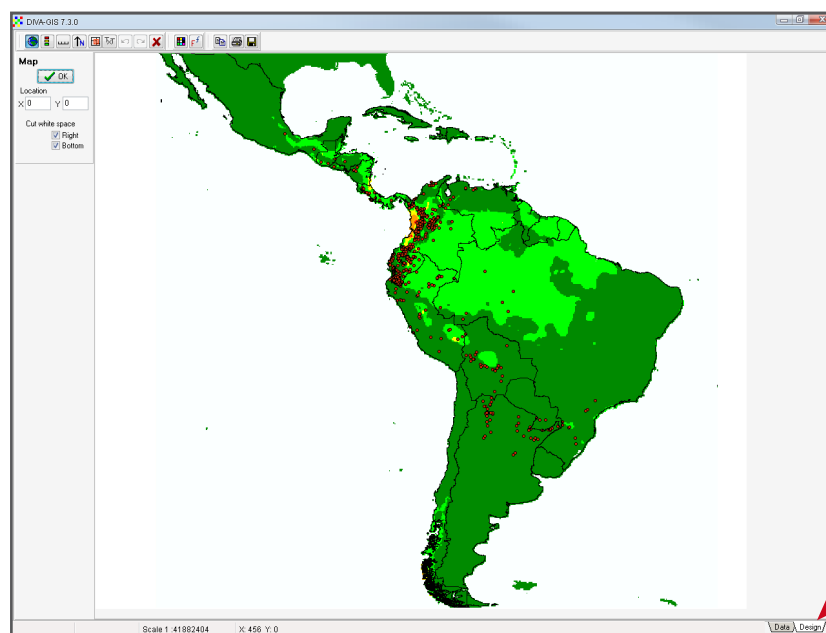 DIVA-GIS 7.3.0
N
TxT
Map
OK
Location
X 0 Y 0
Cut white space
Right
Bottom
Scale 1 :41882404 X: 456 Y: 0
Data Design